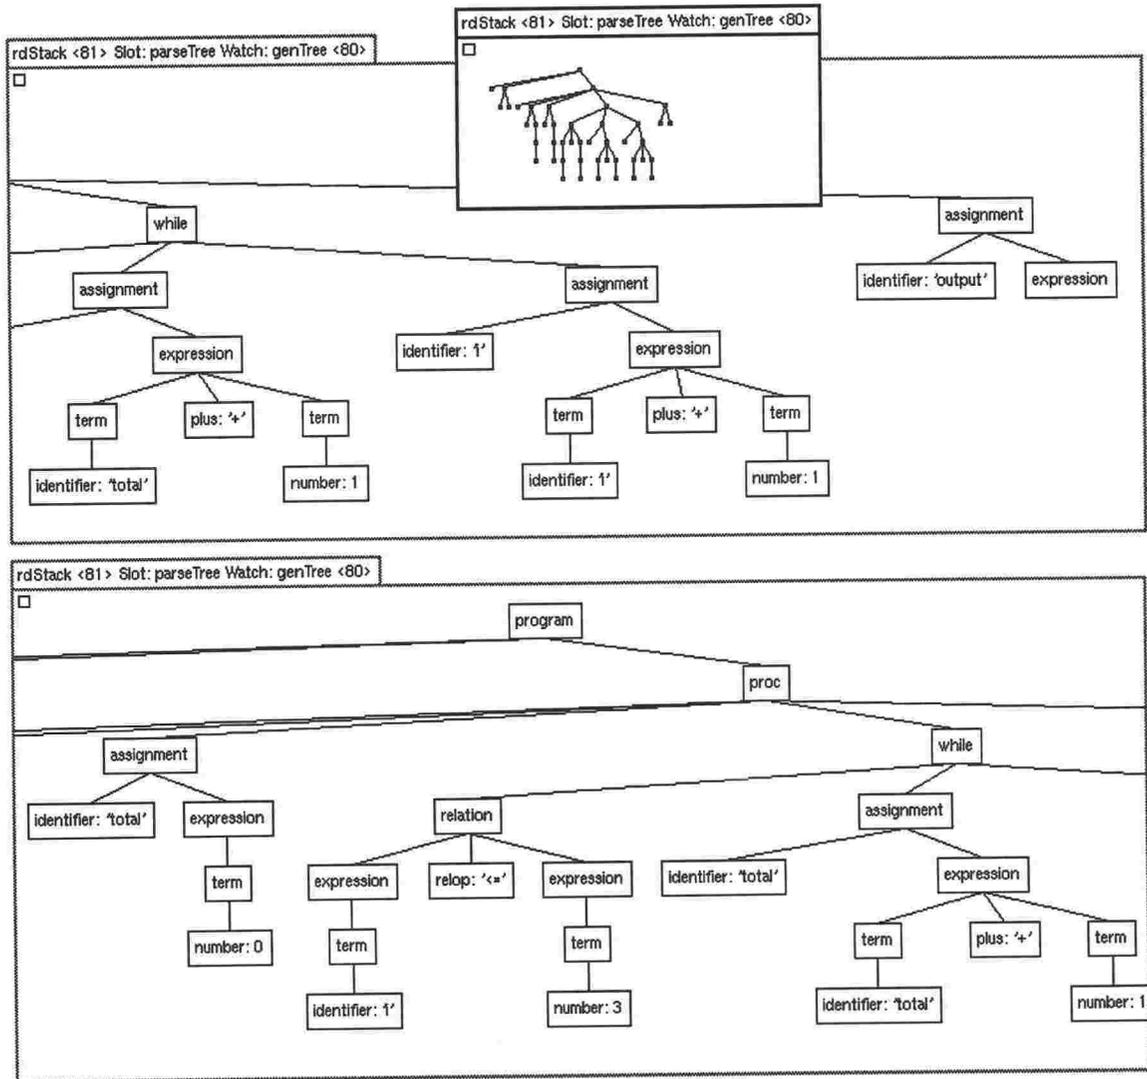 rdStack <81> Slot: parseTree Watch: genTree <80>
rdStack <81> Slot: parseTree Watch: genTree <80>
while
assignment
assignment
assignment
identifier: 'output'
expression
expression
identifier: 'i'
expression
term
plus: '+'
term
term
plus: '+'
term
identifier: 'total'
number: 1
identifier: 'i'
number: 1
rdStack <81> Slot: parseTree Watch: genTree <80>
program
proc
assignment
while
identifier: 'total'
expression
relation
assignment
term
expression
relop: '<='
expression
identifier: 'total'
expression
number: 0
term
term
term
plus: '+'
term
identifier: 'i'
number: 3
identifier: 'total'
number: 1